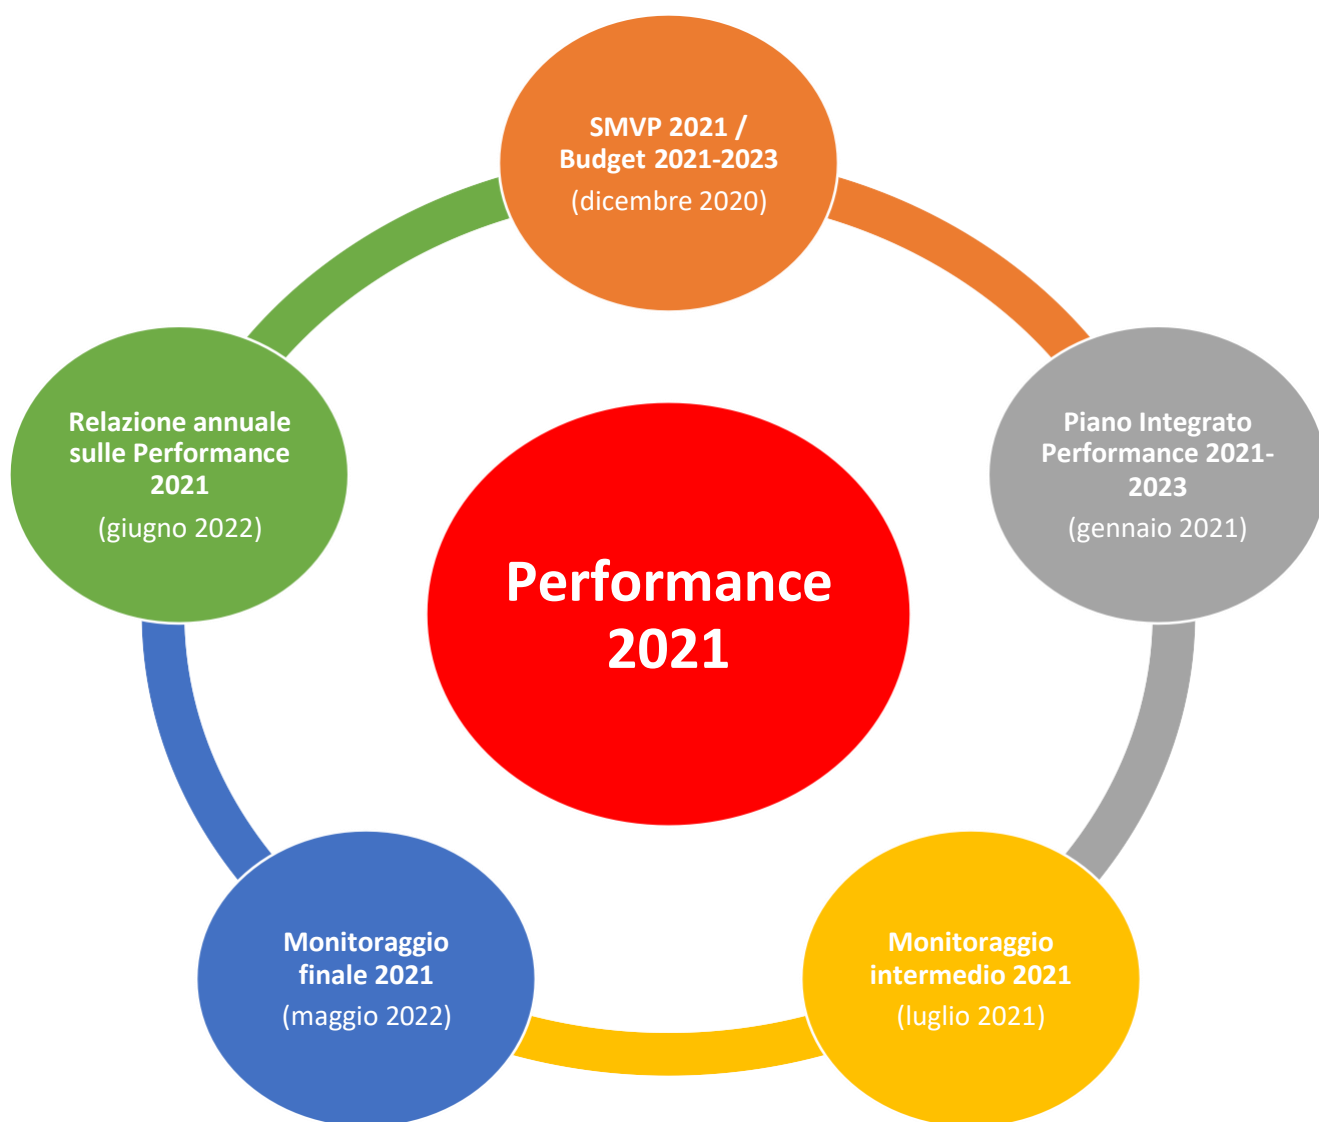 SMVP 2021 /
Budget 2021-2023
(dicembre 2020)
Relazione annuale
sulle Performance
2021
(giugno 2022)
Piano Integrato
Performance 2021-
2023
(gennaio 2021)
Performance
2021
Monitoraggio
finale 2021
(maggio 2022)
Monitoraggio
intermedio 2021
(luglio 2021)